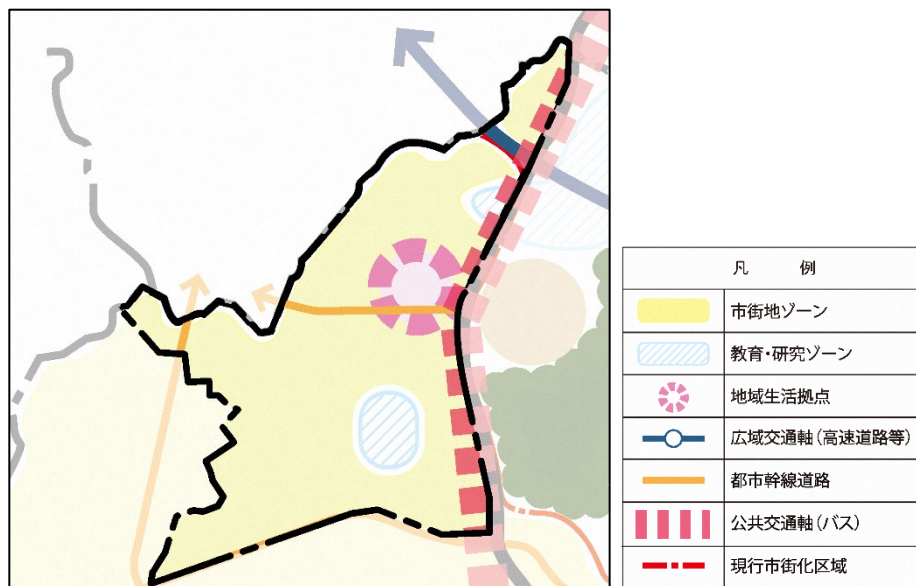 凡 例
市街地ゾーン
教育・研究ゾーン
地域生活拠点
広域交通軸(高速道路等)
都市幹線道路
公共交通軸(バス)
現行市街化区域